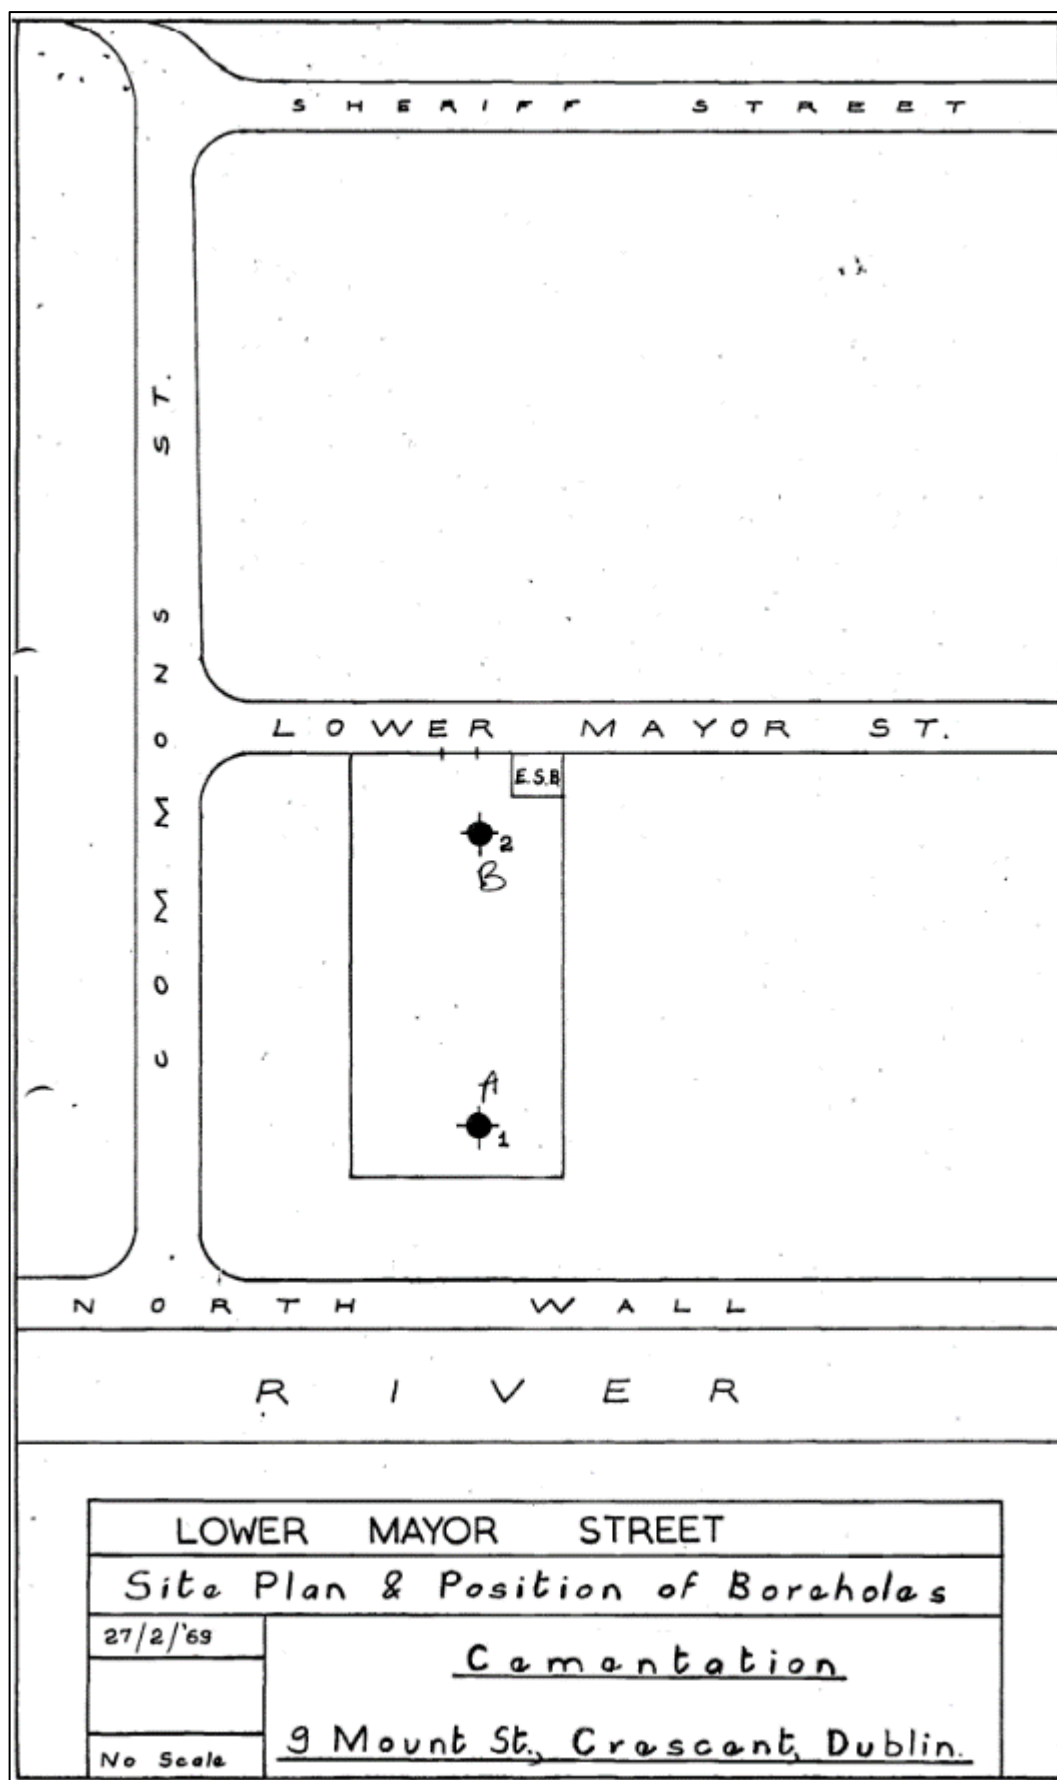 SHERIFF STREET
COMMONS ST.
LOWER MAYOR ST.
E.S.B
2
B
A
1
NORTH WALL
RIVER
LOWER MAYOR STREET
Site Plan & Position of Boreholes
27/2/'69
Cementation
9 Mount St., Crescent, Dublin.
No Scale